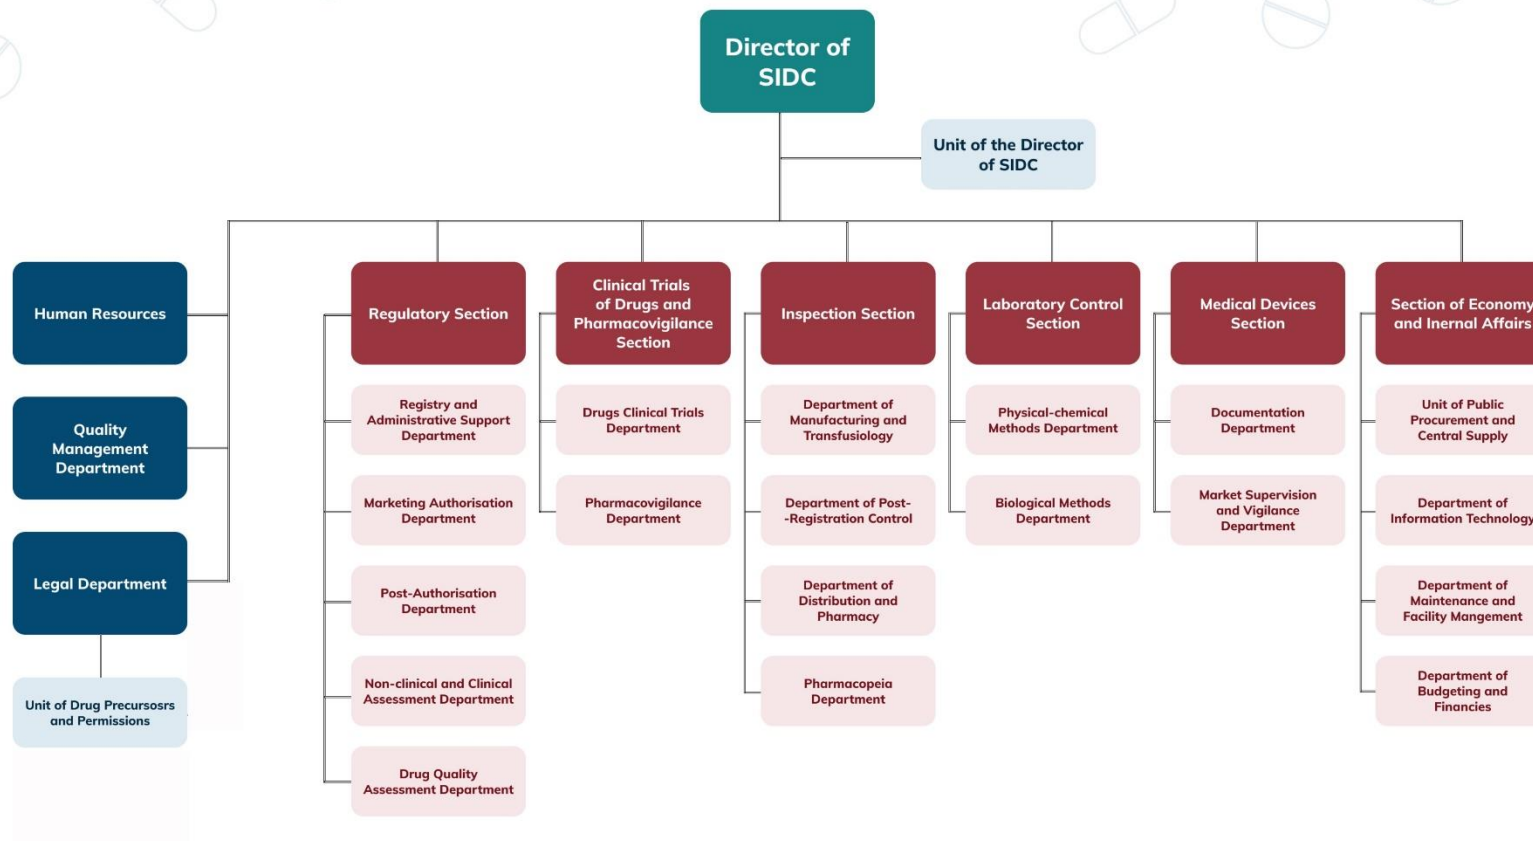 Director of
SIDC
Unit of the Director
of SIDC
Human Resources
Quality
Management
Department
Legal Department
Unit of Drug Precursosrs
and Permissions
Regulatory Section
Registry and
Administrative Support
Department
Marketing Authorisation
Department
Post-Authorisation
Department
Non-clinical and Clinical
Assessment Department
Drug Quality
Assessment Department
Clinical Trials
of Drugs and
Pharmacovigilance
Section
Drugs Clinical Trials
Department
Pharmacovigilance
Department
Inspection Section
Department of
Manufacturing and
Transfusiology
Department of Post-
-Registration Control
Department of
Distribution and
Pharmacy
Pharmacopeia
Department
Laboratory Control
Section
Physical-chemical
Methods Department
Biological Methods
Department
Medical Devices
Section
Documentation
Department
Market Supervision
and Vigilance
Department
Section of Economy
and Inernal Affairs
Unit of Public
Procurement and
Central Supply
Department of
Information Technology
Department of
Maintenance and
Facility Mangement
Department of
Budgeting and
Financies